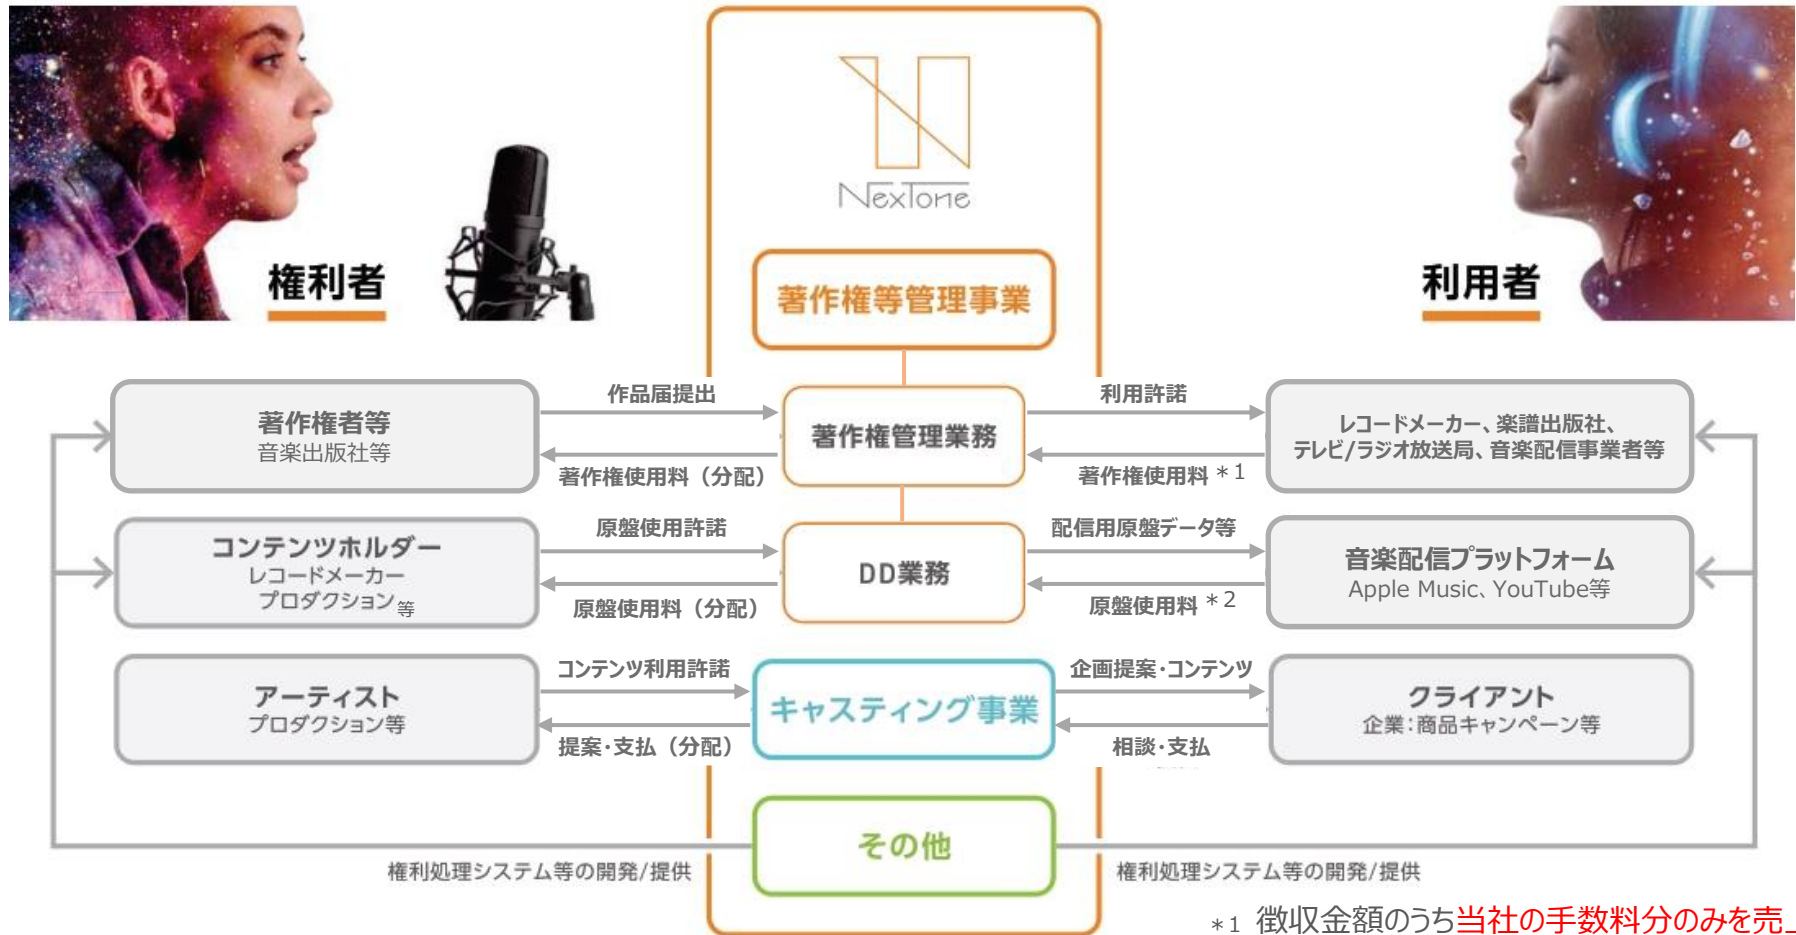 NexTone
権利者
著作権等管理事業
利用者
作品届提出
利用許諾
著作権者等
音楽出版社等
著作権管理業務
レコードメーカー、楽譜出版社、
テレビ/ラジオ放送局、音楽配信事業者等
著作権使用料（分配）
著作権使用料 *1
原盤使用許諾
配信用原盤データ等
コンテンツホルダー
レコードメーカー
プロダクション 等
DD業務
音楽配信プラットフォーム
Apple Music、YouTube等
原盤使用料（分配）
原盤使用料 *2
コンテンツ利用許諾
企画提案・コンテンツ
アーティスト
プロダクション等
キャスティング事業
クライアント
企業：商品キャンペーン等
提案・支払（分配）
相談・支払
その他
権利処理システム等の開発/提供
権利処理システム等の開発/提供
*1 徴収金額のうち当社の手数料分のみを売上